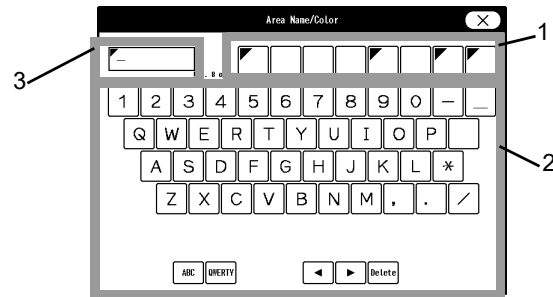 Area Name/Color
1
3
_
1 2 3 4 5 6 7 8 9 0 - _
Q W E R T Y U I O P
A S D F G H J K L *
2
Z X C V B N M , . /
ABC QWERTY ◄ ► Delete